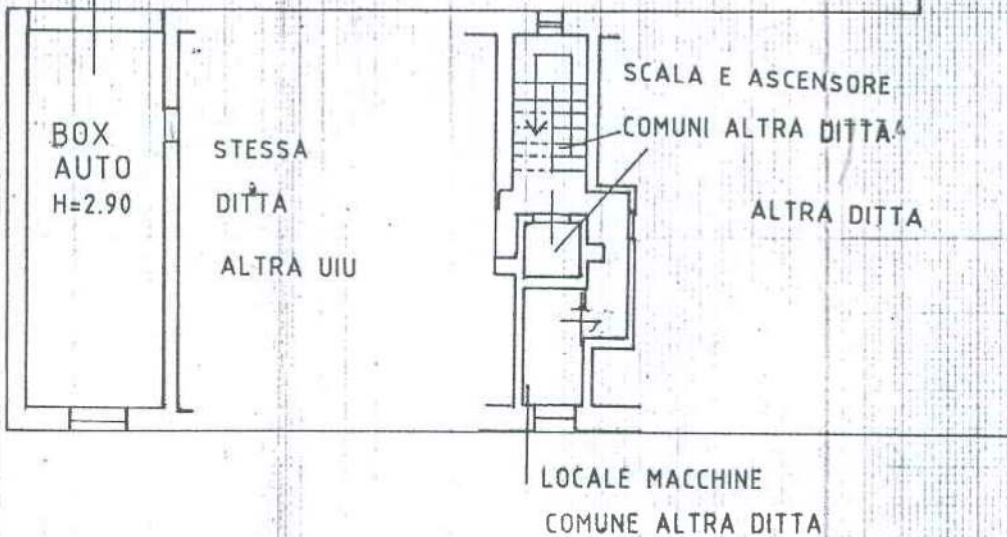 BOX
AUTO
H=2.90
STESSA
DITTA
ALTRA UIU
SCALA E ASCENSORE
COMUNI ALTRA DITTA
ALTRA DITTA
LOCALE MACCHINE
COMUNE ALTRA DITTA